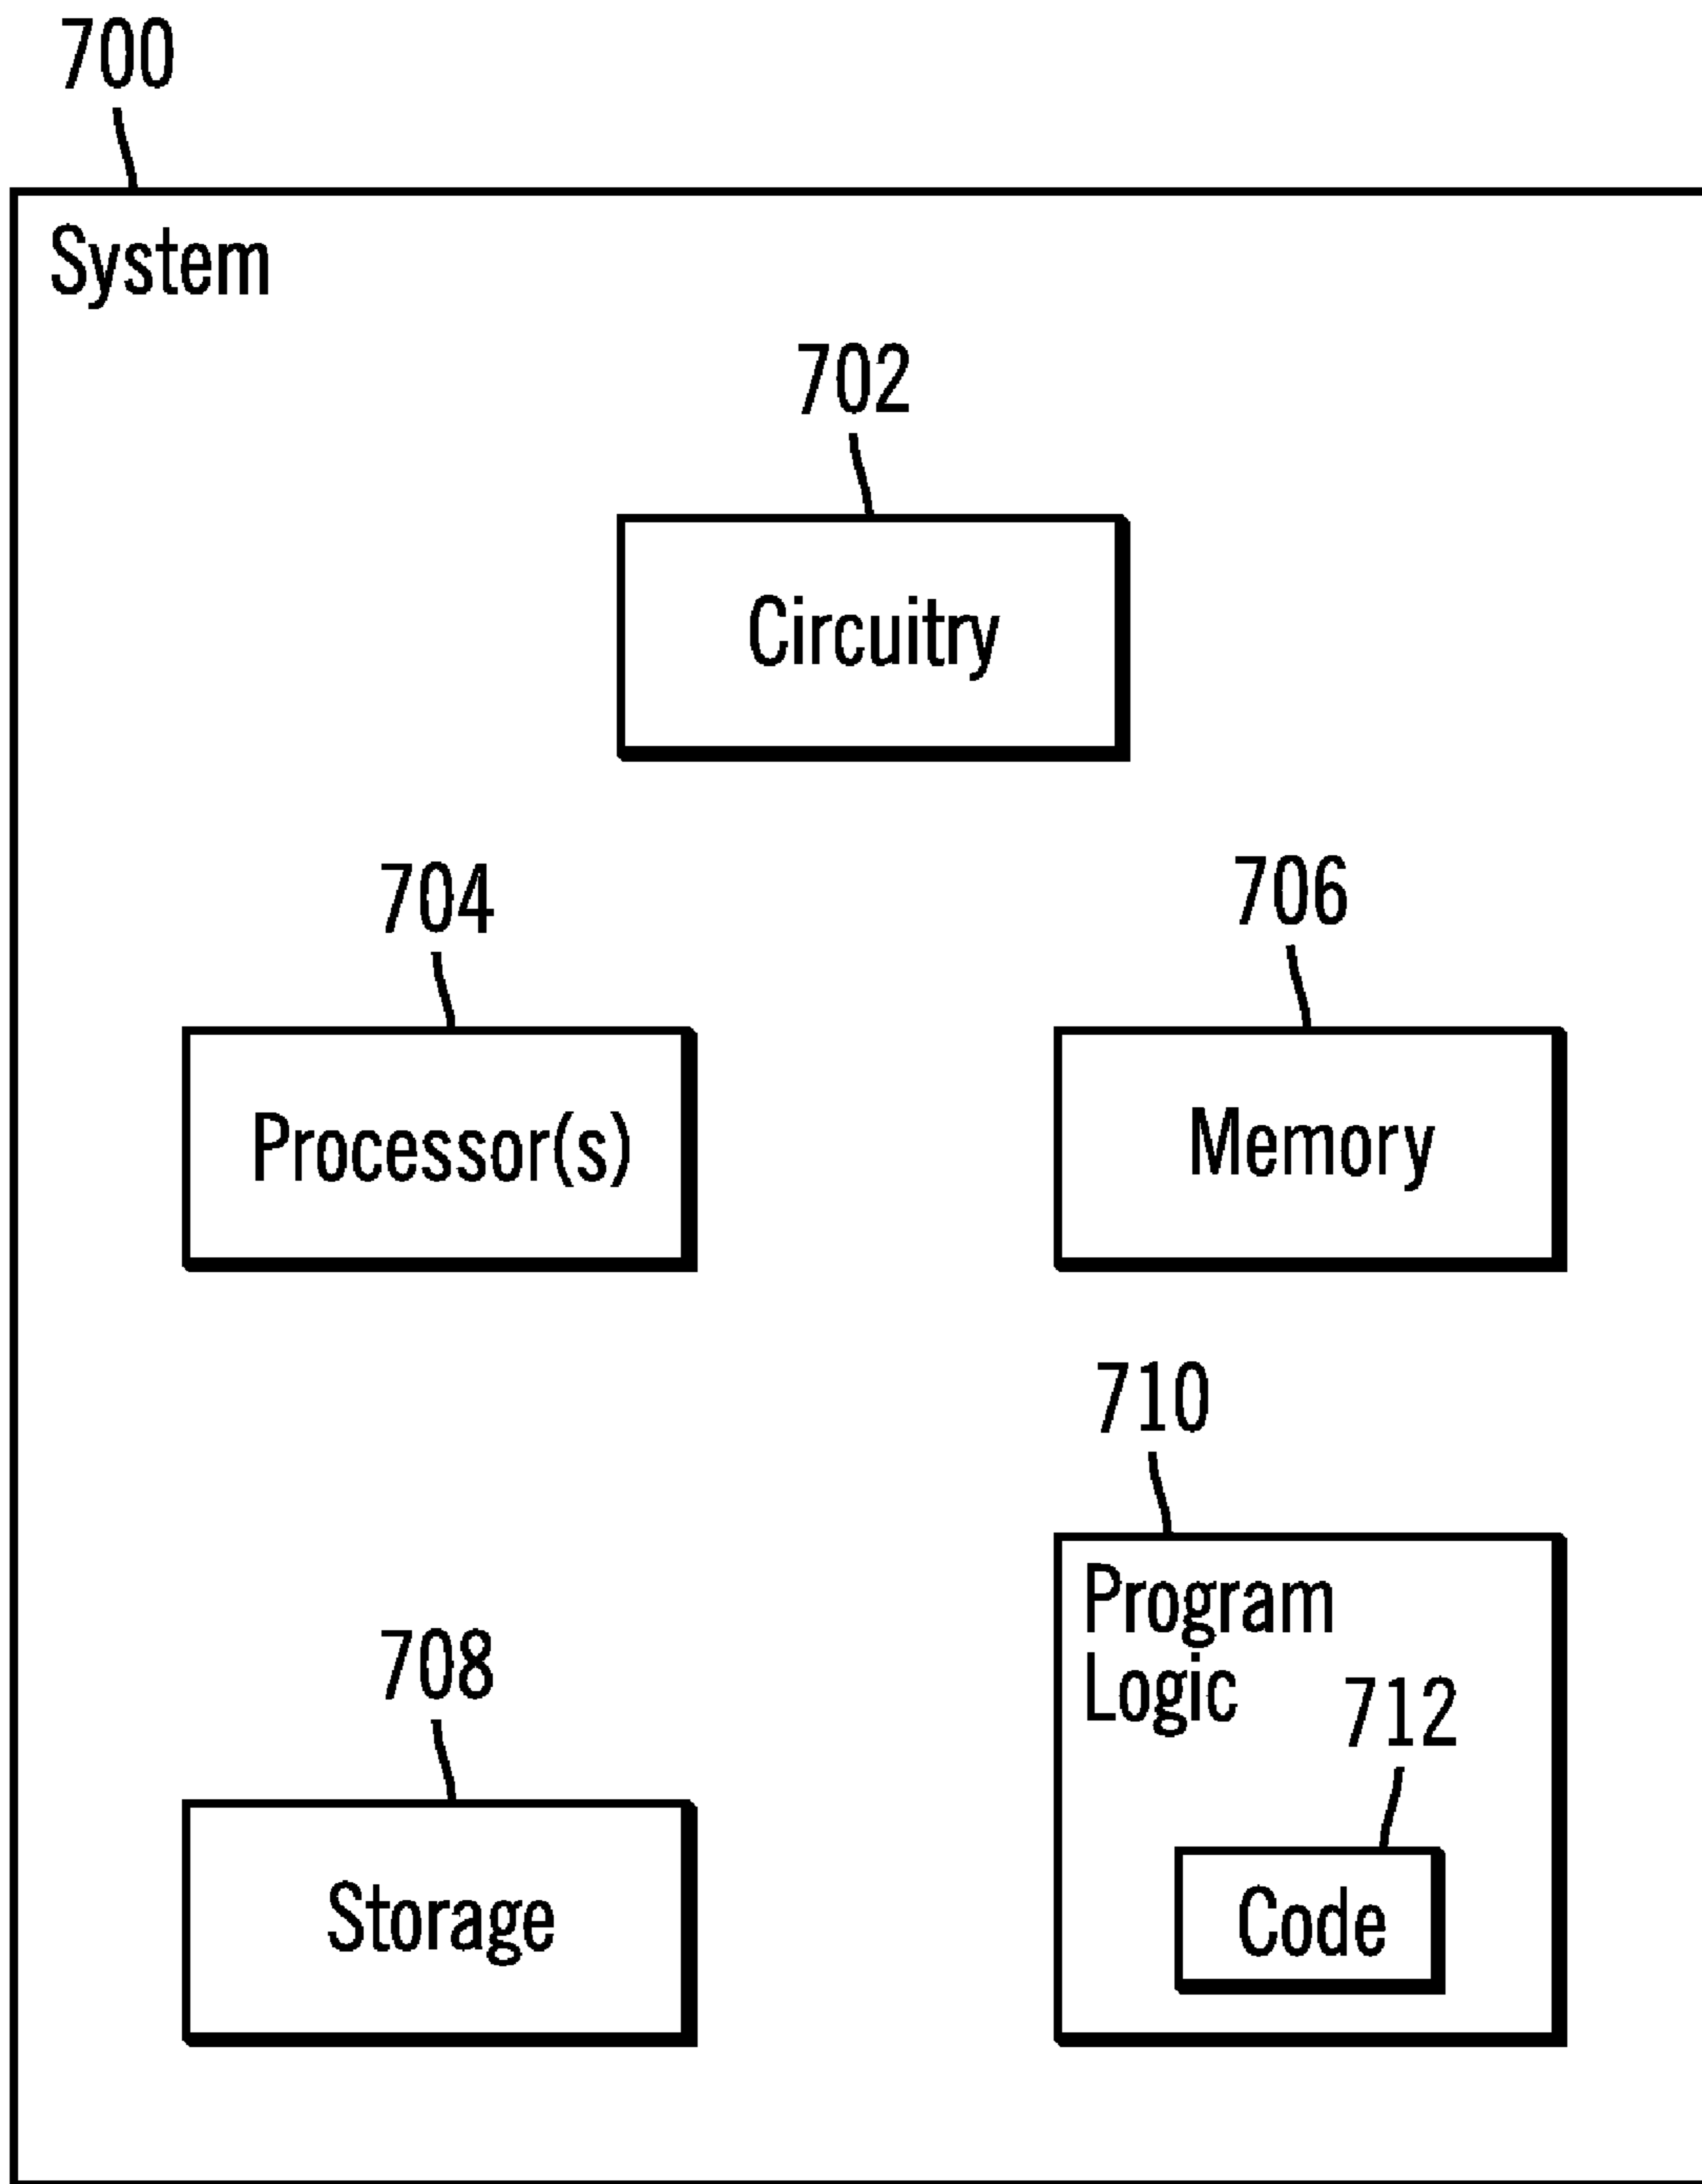 700
System
702
Circuitry
704
706
Processor(s)
Memory
710
Program
Logic
708
712
Storage
Code